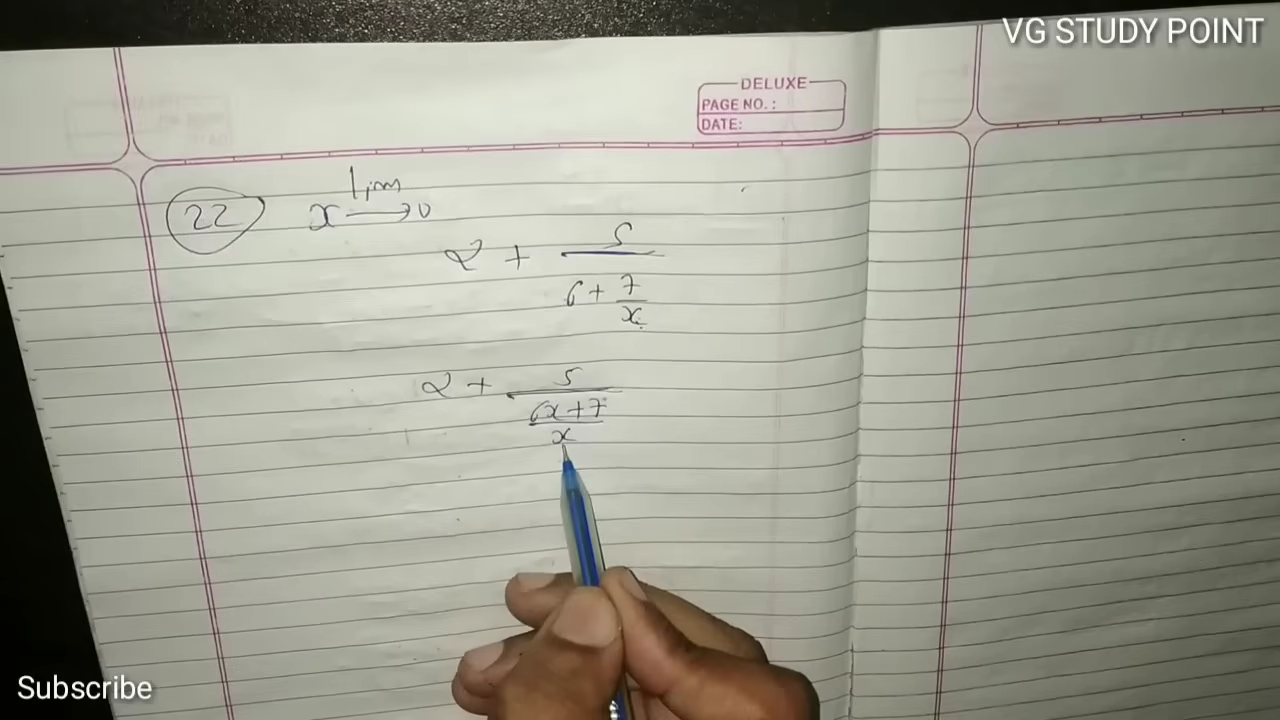 VG STUDY POINT
DELUXE
PAGE NO. :
DATE:
22 lim
x → 0
2 + 5
6 + 7
x
2 + 5
6x + 7
x
Subscribe